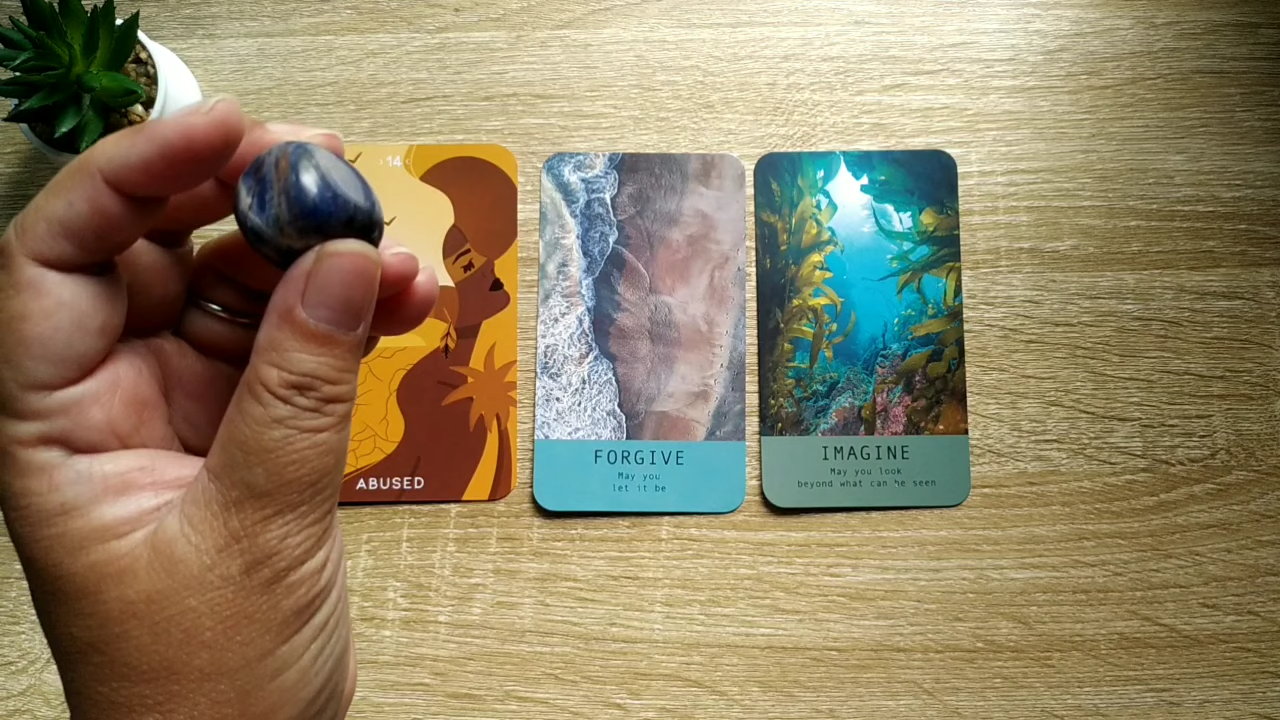 14
ABUSED
FORGIVE
May you
let it be
IMAGINE
May you look
beyond what can be seen